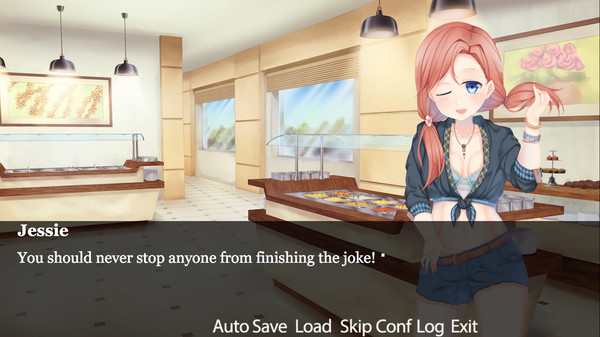 Jessie
You should never stop anyone from finishing the joke!
Auto Save Load Skip Conf Log Exit